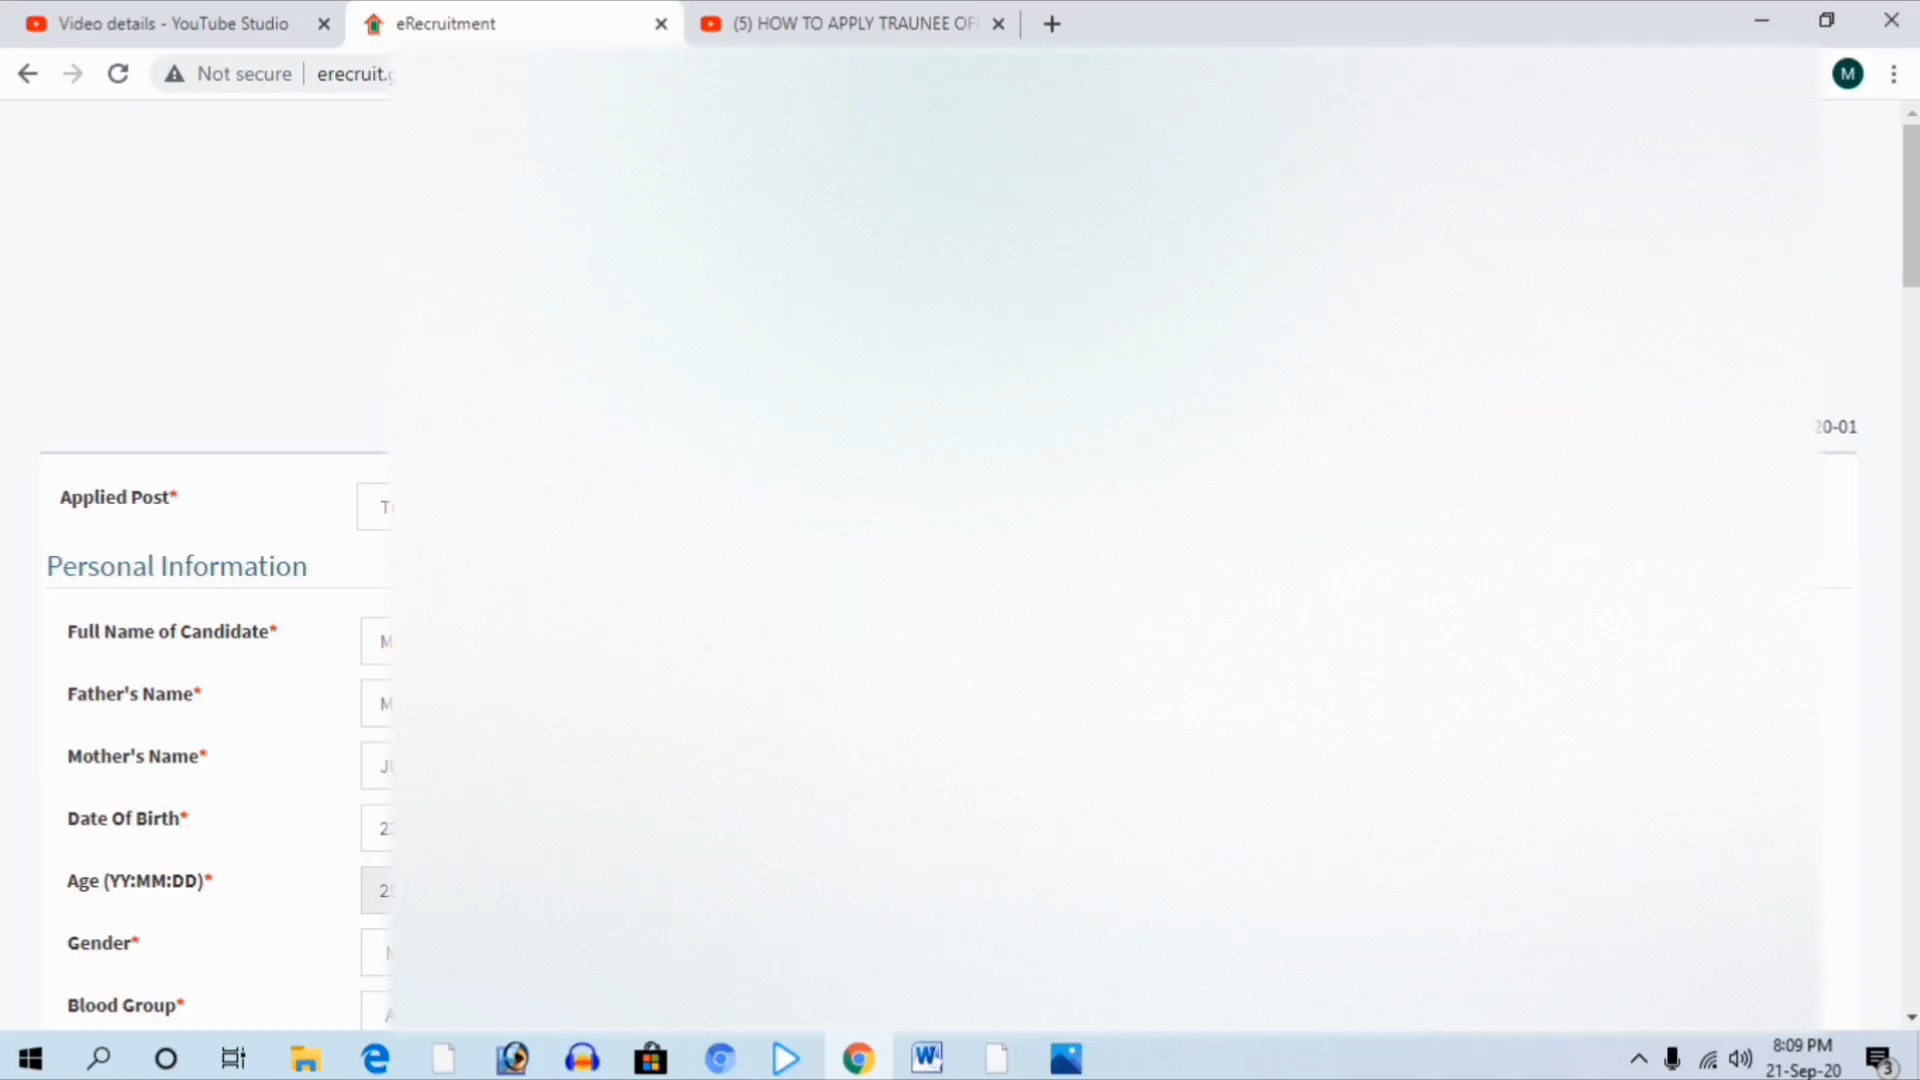 Video details - YouTube Studio
eRecruitment
(5) HOW TO APPLY TRAUNEE OF
Not secure
erecruit.g
M
20-01
Applied Post*
Personal Information
Full Name of Candidate*
M
Father's Name*
M
Mother's Name*
Date Of Birth*
Age (YY:MM:DD)*
Gender*
Blood Group*
8:09 PM
21-Sep-20
3